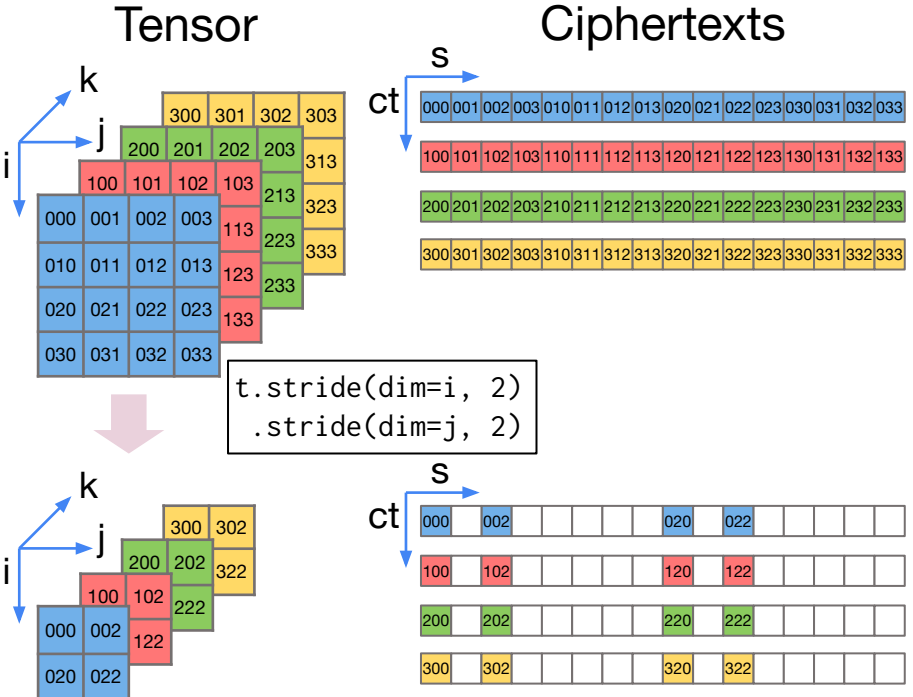 Tensor
Ciphertexts
k
j
i
300 301 302 303
200 201 202 203
313
100 101 102 103
213
323
000 001 002 003
113
223
333
010 011 012 013
123
233
020 021 022 023
133
030 031 032 033
s
ct
000 001 002 003 010 011 012 013 020 021 022 023 030 031 032 033
100 101 102 103 110 111 112 113 120 121 122 123 130 131 132 133
200 201 202 203 210 211 212 213 220 221 222 223 230 231 232 233
300 301 302 303 310 311 312 313 320 321 322 323 330 331 332 333
t.stride(dim=i, 2)
.stride(dim=j, 2)
k
j
i
300 302
200 202
322
100 102
222
000 002
122
020 022
s
ct
000 002 020 022
100 102 120 122
200 202 220 222
300 302 320 322